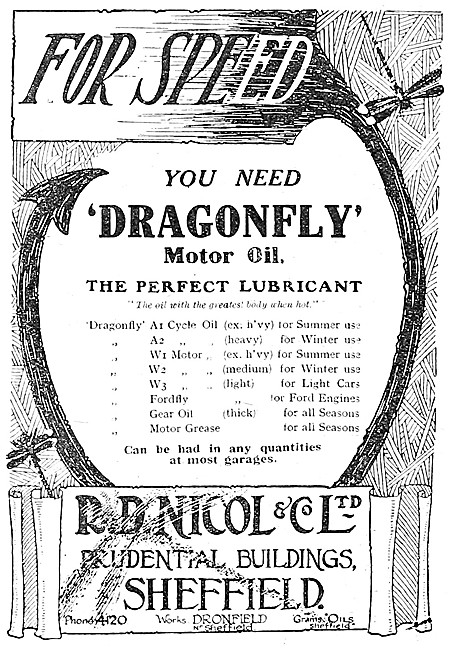 FOR SPEED
YOU NEED
'DRAGONFLY'
Motor Oil.
THE PERFECT LUBRICANT
"The oil with the greatest body when hot."
'Dragonfly' A1 Cycle Oil (ex. h'vy) for Summer use
„ A2 „ „ (heavy) for Winter use
„ W1 Motor „ (ex. h'vy) for Summer use
„ W2 „ „ (medium) for Winter use
„ W3 „ „ (light) for Light Cars
„ Fordfly „ for Ford Engines
„ Gear Oil (thick) for all Seasons
„ Motor Grease for all Seasons
Can be had in any quantities
at most garages.
R.D. NICOL & Co LTD
PRUDENTIAL BUILDINGS,
SHEFFIELD.
Phone 4120 Works DRONFIELD Grams. "OILS
Nr Sheffield Sheffield"